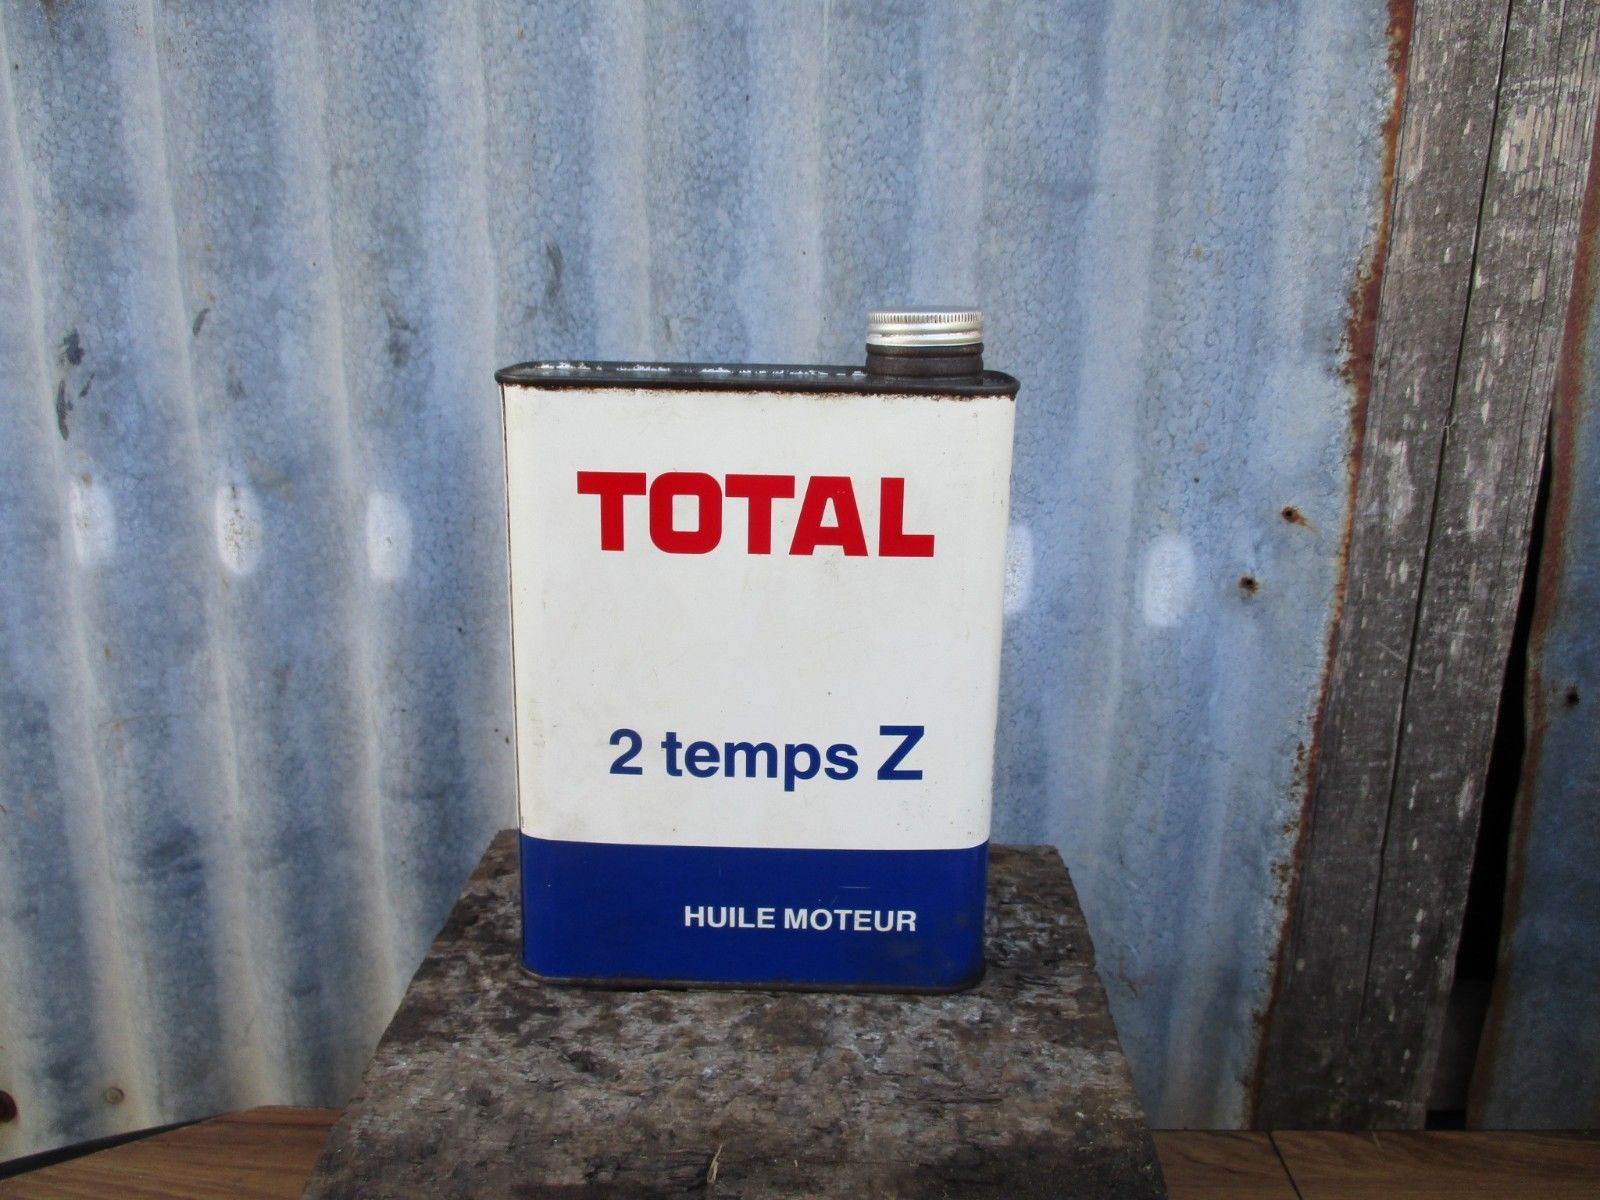 TOTAL
2 temps Z
HUILE MOTEUR